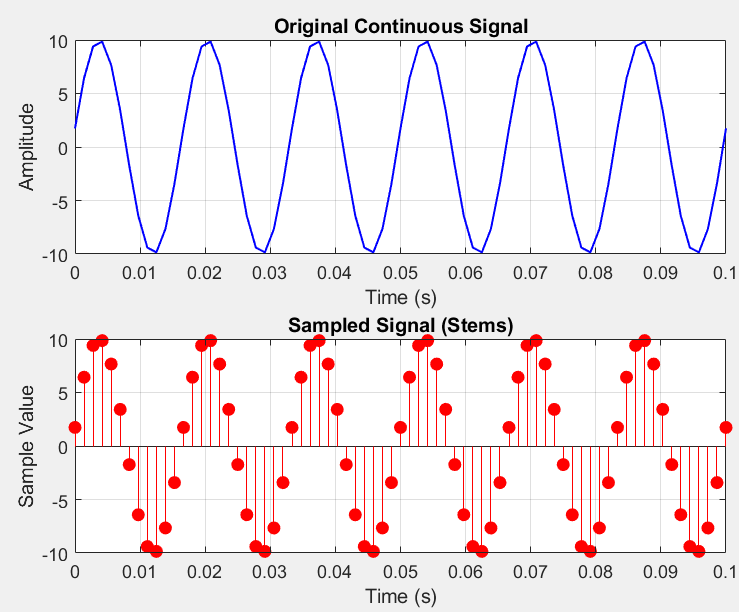 Original Continuous Signal
10
5
0
-5
-10
Amplitude
0 0.01 0.02 0.03 0.04 0.05 0.06 0.07 0.08 0.09 0.1
Time (s)
Sampled Signal (Stems)
10
5
0
-5
-10
Sample Value
0 0.01 0.02 0.03 0.04 0.05 0.06 0.07 0.08 0.09 0.1
Time (s)